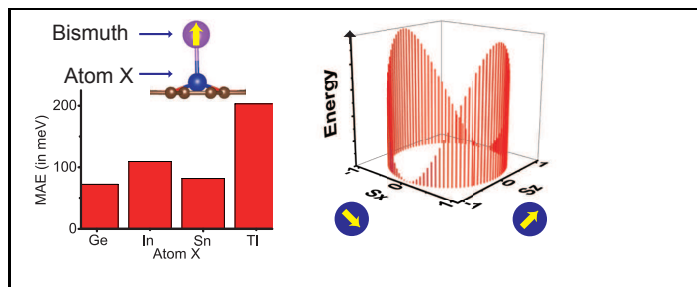 Bismuth
Atom X
MAE (in meV)
200
100
0
Ge In Sn Tl
Atom X
Energy
-1 0 1
Sx
-1 0 1
Sz